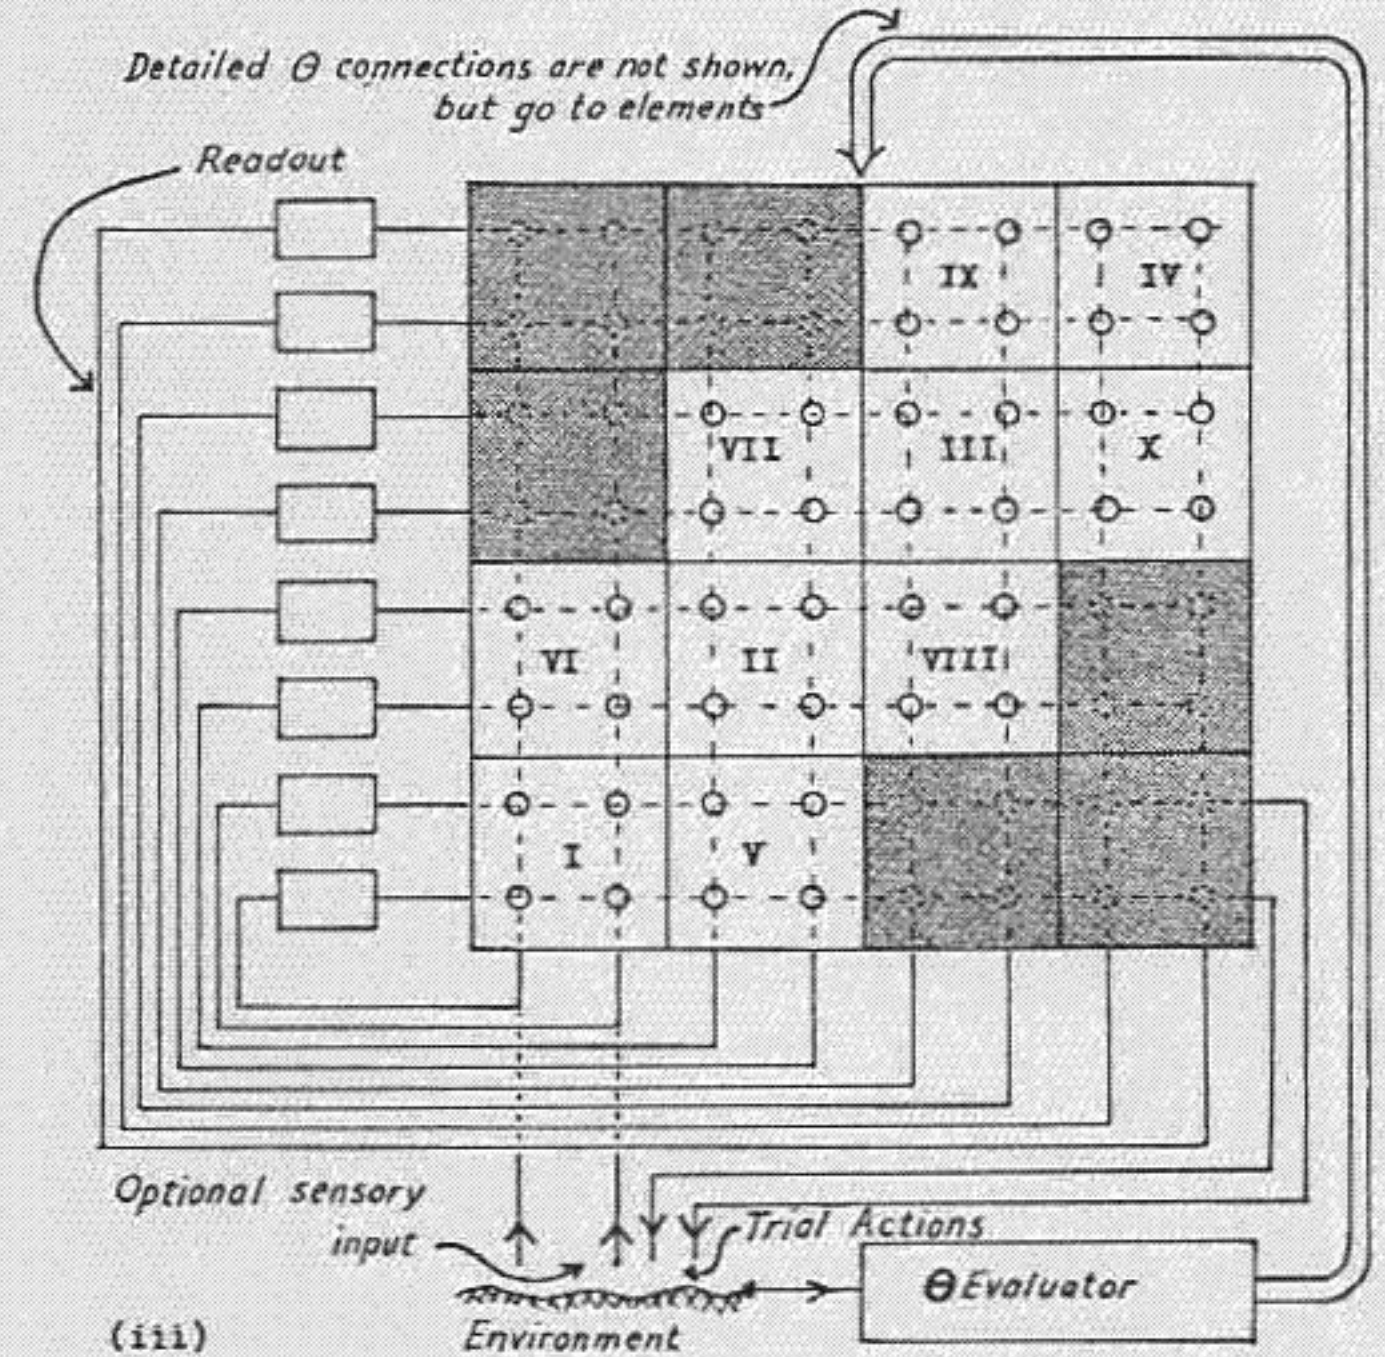 Detailed Θ connections are not shown,
but go to elements
Readout
IX
IV
VII
III
X
VI
II
VIII
I
V
Optional sensory
input
Trial Actions
Θ Evaluator
Environment
(iii)